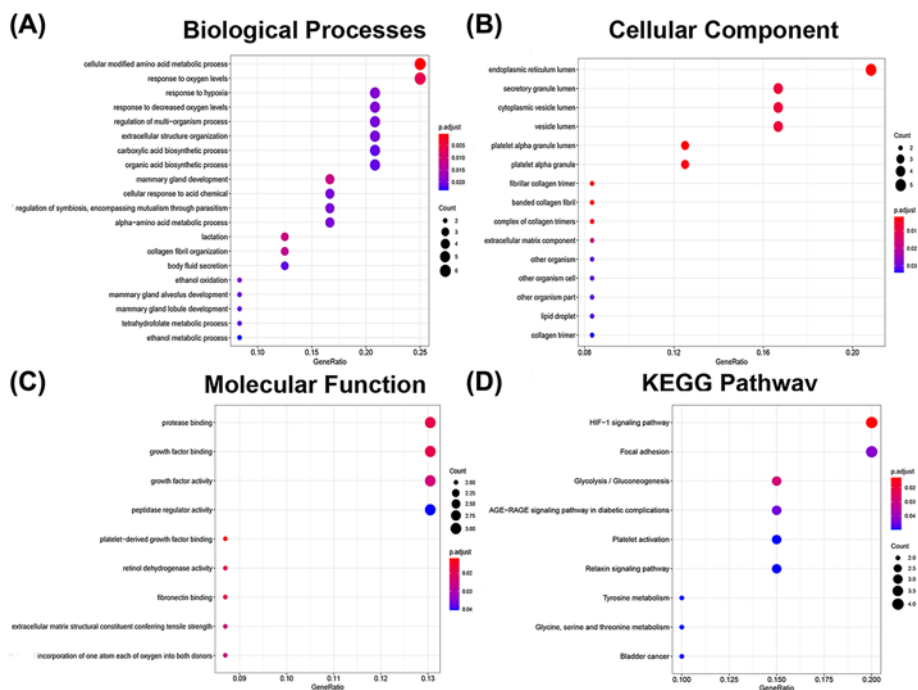 (A)
Biological Processes
cellular modified amino acid metabolic process
response to oxygen levels
response to hypoxia
response to decreased oxygen levels
regulation of multi-organism process
extracellular structure organization
carboxylic acid biosynthetic process
organic acid biosynthetic process
mammary gland development
cellular response to acid chemical
regulation of symbiosis, encompassing mutualism through parasitism
alpha-amino acid metabolic process
lactation
collagen fibril organization
body fluid secretion
ethanol oxidation
mammary gland alveolus development
mammary gland lobule development
tetrahydrofolate metabolic process
ethanol metabolic process
0.10
0.15
0.20
0.25
GeneRatio
p.adjust
0.005
0.010
0.015
0.020
Count
2
3
4
5
6
(B)
Cellular Component
endoplasmic reticulum lumen
secretory granule lumen
cytoplasmic vesicle lumen
vesicle lumen
platelet alpha granule lumen
platelet alpha granule
fibrillar collagen trimer
banded collagen fibril
complex of collagen trimers
extracellular matrix component
other organism
other organism cell
other organism part
lipid droplet
collagen trimer
0.08
0.12
0.16
0.20
GeneRatio
Count
2
3
4
5
p.adjust
(C)
Molecular Function
protease binding
growth factor binding
growth factor activity
peptidase regulator activity
platelet-derived growth factor binding
retinol dehydrogenase activity
fibronectin binding
extracellular matrix structural constituent conferring tensile strength
incorporation of one atom each of oxygen into both donors
0.09
0.10
0.11
0.12
0.13
GeneRatio
Count
2.00
2.25
2.50
2.75
3.00
p.adjust
0.02
0.03
0.04
(D)
KEGG Pathway
HIF-1 signaling pathway
Focal adhesion
Glycolysis / Gluconeogenesis
AGE-RAGE signaling pathway in diabetic complications
Platelet activation
Relaxin signaling pathway
Tyrosine metabolism
Glycine, serine and threonine metabolism
Bladder cancer
0.100
0.125
0.150
0.175
0.200
GeneRatio
p.adjust
0.02
0.03
0.04
Count
2.0
2.5
3.0
3.5
4.0